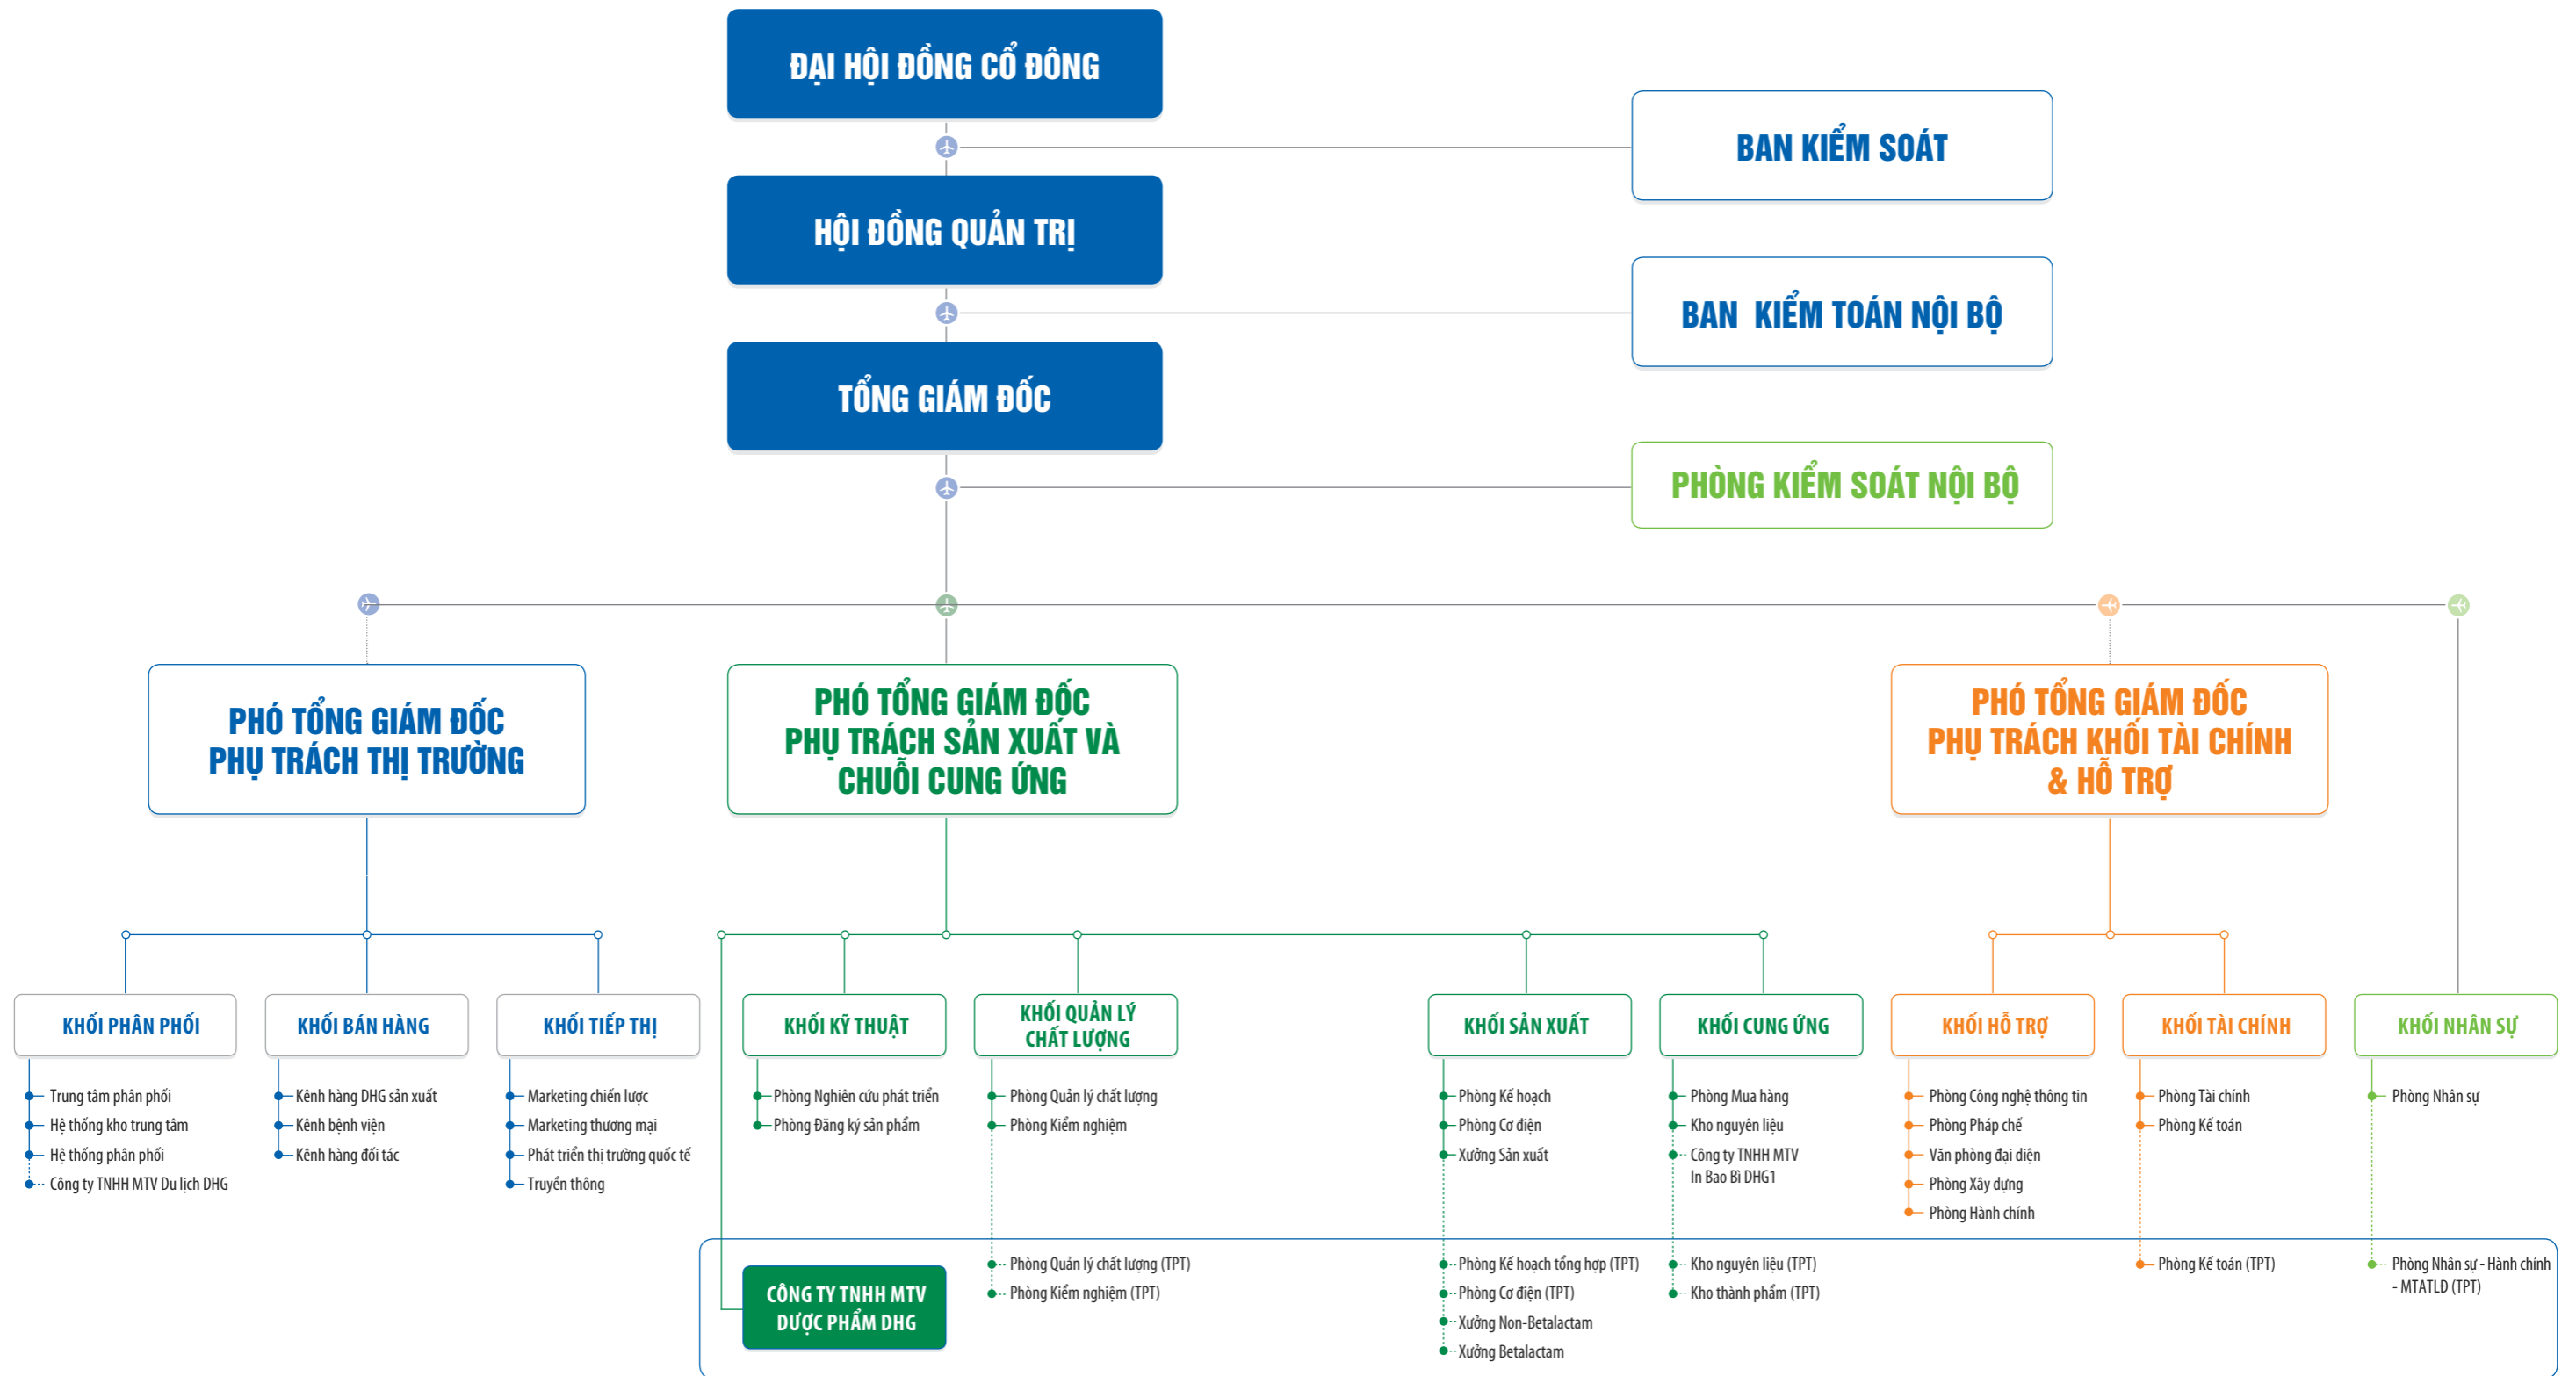 ĐẠI HỘI ĐỒNG CỔ ĐÔNG
BAN KIỂM SOÁT
HỘI ĐỒNG QUẢN TRỊ
BAN KIỂM TOÁN NỘI BỘ
TỔNG GIÁM ĐỐC
PHÒNG KIỂM SOÁT NỘI BỘ
PHÓ TỔNG GIÁM ĐỐC
PHỤ TRÁCH THỊ TRƯỜNG
PHÓ TỔNG GIÁM ĐỐC
PHỤ TRÁCH SẢN XUẤT VÀ
CHUỖI CUNG ỨNG
PHÓ TỔNG GIÁM ĐỐC
PHỤ TRÁCH KHỐI TÀI CHÍNH
& HỖ TRỢ
KHỐI PHÂN PHỐI
Trung tâm phân phối
Hệ thống kho trung tâm
Hệ thống phân phối
Công ty TNHH MTV Du lịch DHG
KHỐI BÁN HÀNG
Kênh hàng DHG sản xuất
Kênh bệnh viện
Kênh hàng đối tác
KHỐI TIẾP THỊ
Marketing chiến lược
Marketing thương mại
Phát triển thị trường quốc tế
Truyền thông
KHỐI KỸ THUẬT
Phòng Nghiên cứu phát triển
Phòng Đăng ký sản phẩm
KHỐI QUẢN LÝ
CHẤT LƯỢNG
Phòng Quản lý chất lượng
Phòng Kiểm nghiệm
KHỐI SẢN XUẤT
Phòng Kế hoạch
Phòng Cơ điện
Xưởng Sản xuất
KHỐI CUNG ỨNG
Phòng Mua hàng
Kho nguyên liệu
Công ty TNHH MTV
In Bao Bì DHG1
KHỐI HỖ TRỢ
Phòng Công nghệ thông tin
Phòng Pháp chế
Văn phòng đại diện
Phòng Xây dựng
Phòng Hành chính
KHỐI TÀI CHÍNH
Phòng Tài chính
Phòng Kế toán
KHỐI NHÂN SỰ
Phòng Nhân sự
CÔNG TY TNHH MTV
DƯỢC PHẨM DHG
Phòng Quản lý chất lượng (TPT)
Phòng Kiểm nghiệm (TPT)
Phòng Kế hoạch tổng hợp (TPT)
Phòng Cơ điện (TPT)
Xưởng Non-Betalactam
Xưởng Betalactam
Kho nguyên liệu (TPT)
Kho thành phẩm (TPT)
Phòng Kế toán (TPT)
Phòng Nhân sự - Hành chính
- MTATLĐ (TPT)